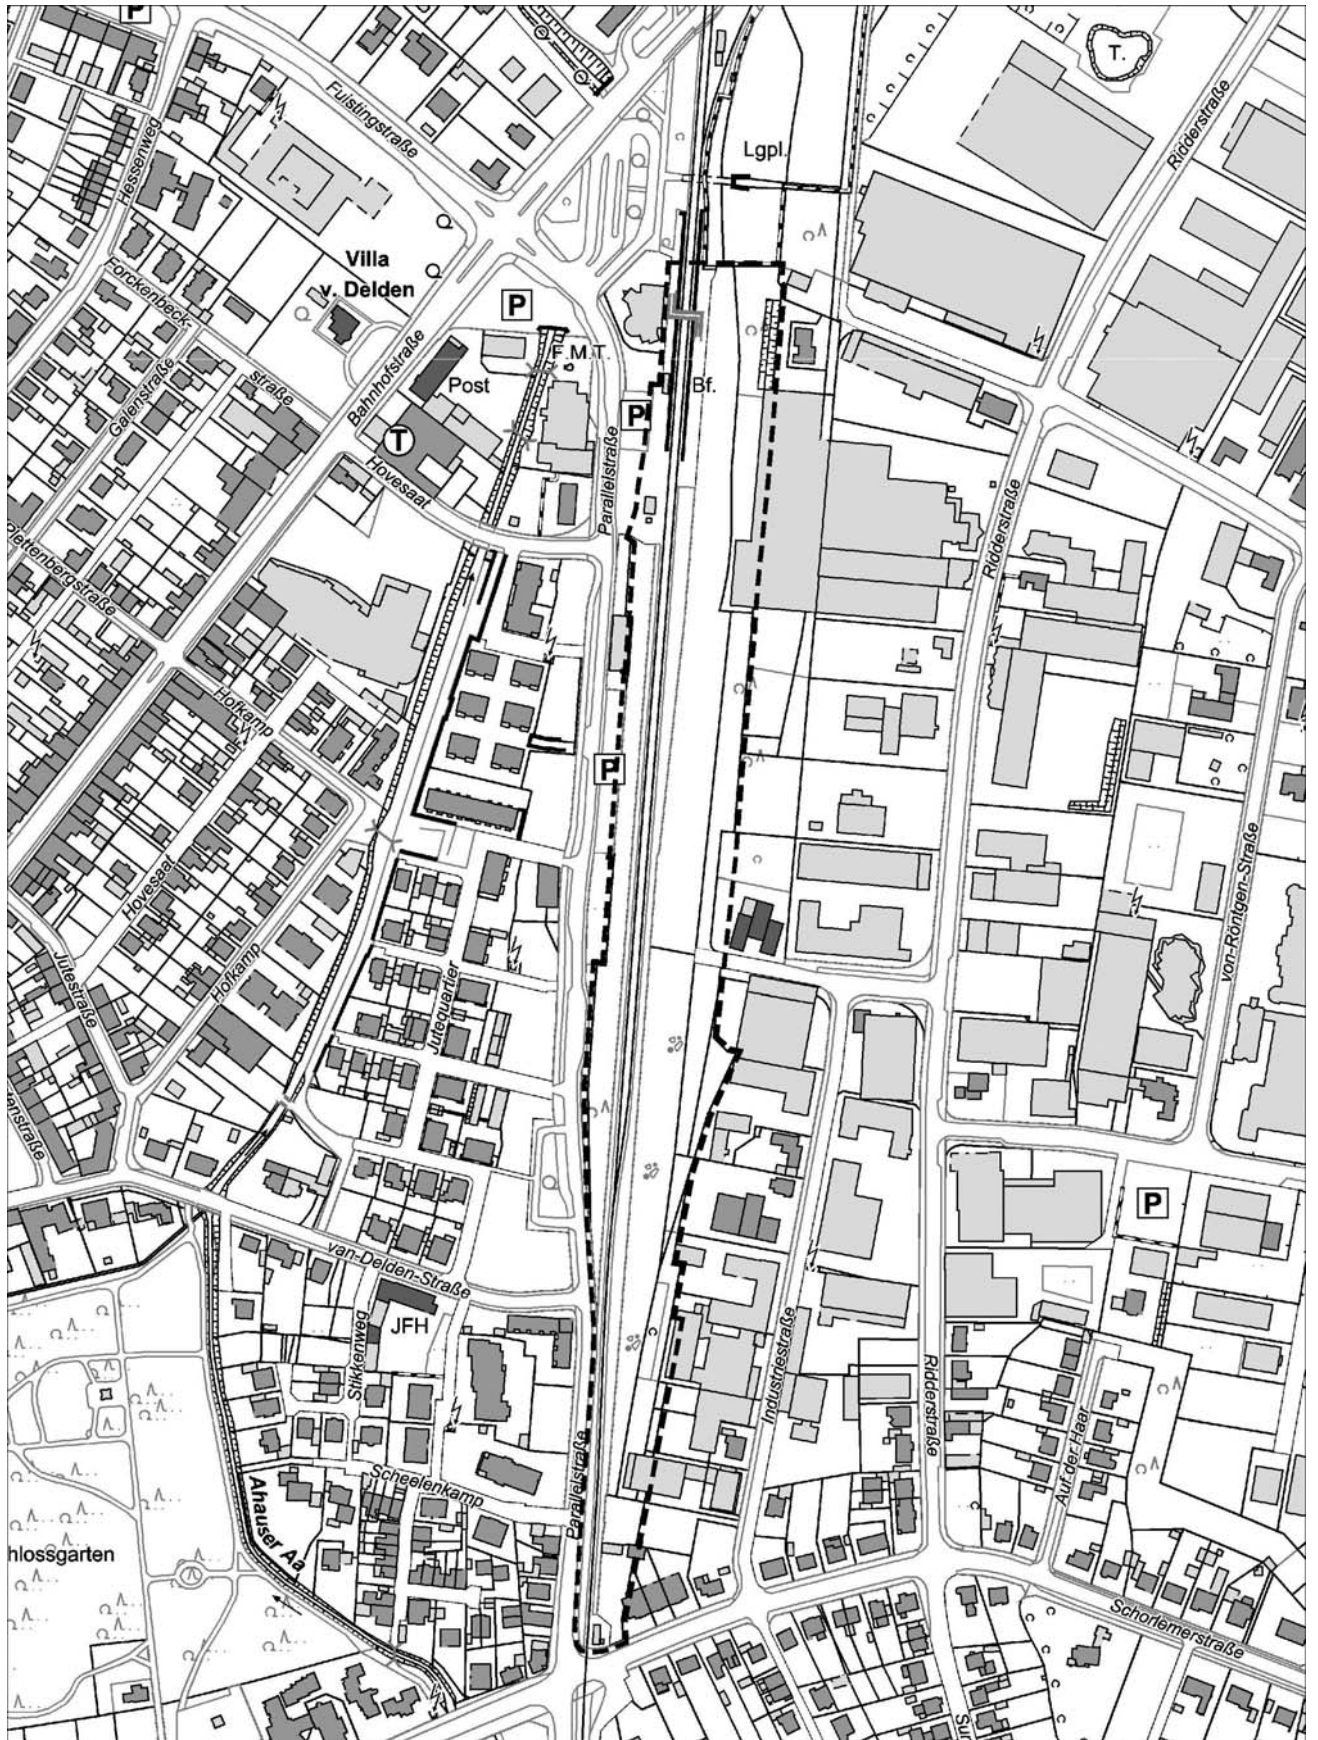 P
T.
Fuistingstraße
Ridderstraße
Hessenweg
Lgpl.
Villa
v. Delden
Forckenbeck-
straße
P
F.M.T.
Galenstraße
Bahnhofstraße
Post
Bf.
P
T
Hovesaat
Parallelstraße
Ridderstraße
Plettenbergstraße
Hofkamp
P
Hovesaat
von-Röntgen-Straße
Hofkamp
Jutestraße
Jutequartier
P
van-Delden-Straße
JFH
Stikkenweg
Industriestraße
Ridderstraße
Auf der Haar
Parallelstraße
Scheelenkamp
Ahauser Aa
hlossgarten
Schorlemerstraße
Sur